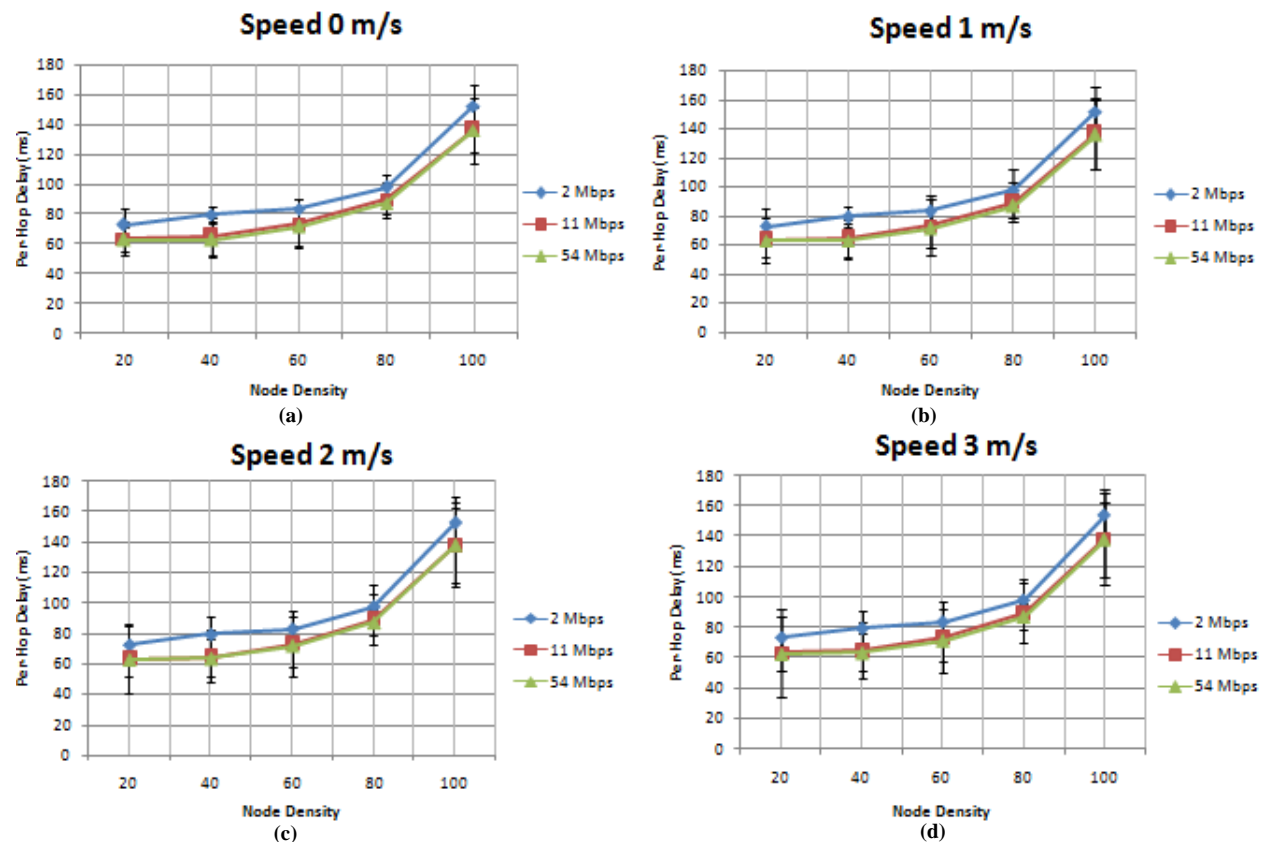 Speed 0 m/s
180
160
140
120
100
80
60
40
20
0
Per-Hop Delay (ms)
20 40 60 80 100
Node Density
2 Mbps
11 Mbps
54 Mbps
(a)
Speed 1 m/s
180
160
140
120
100
80
60
40
20
0
Per-Hop Delay (ms)
20 40 60 80 100
Node Density
2 Mbps
11 Mbps
54 Mbps
(b)
Speed 2 m/s
180
160
140
120
100
80
60
40
20
0
Per-Hop Delay (ms)
20 40 60 80 100
Node Density
2 Mbps
11 Mbps
54 Mbps
(c)
Speed 3 m/s
180
160
140
120
100
80
60
40
20
0
Per-Hop Delay (ms)
20 40 60 80 100
Node Density
2 Mbps
11 Mbps
54 Mbps
(d)